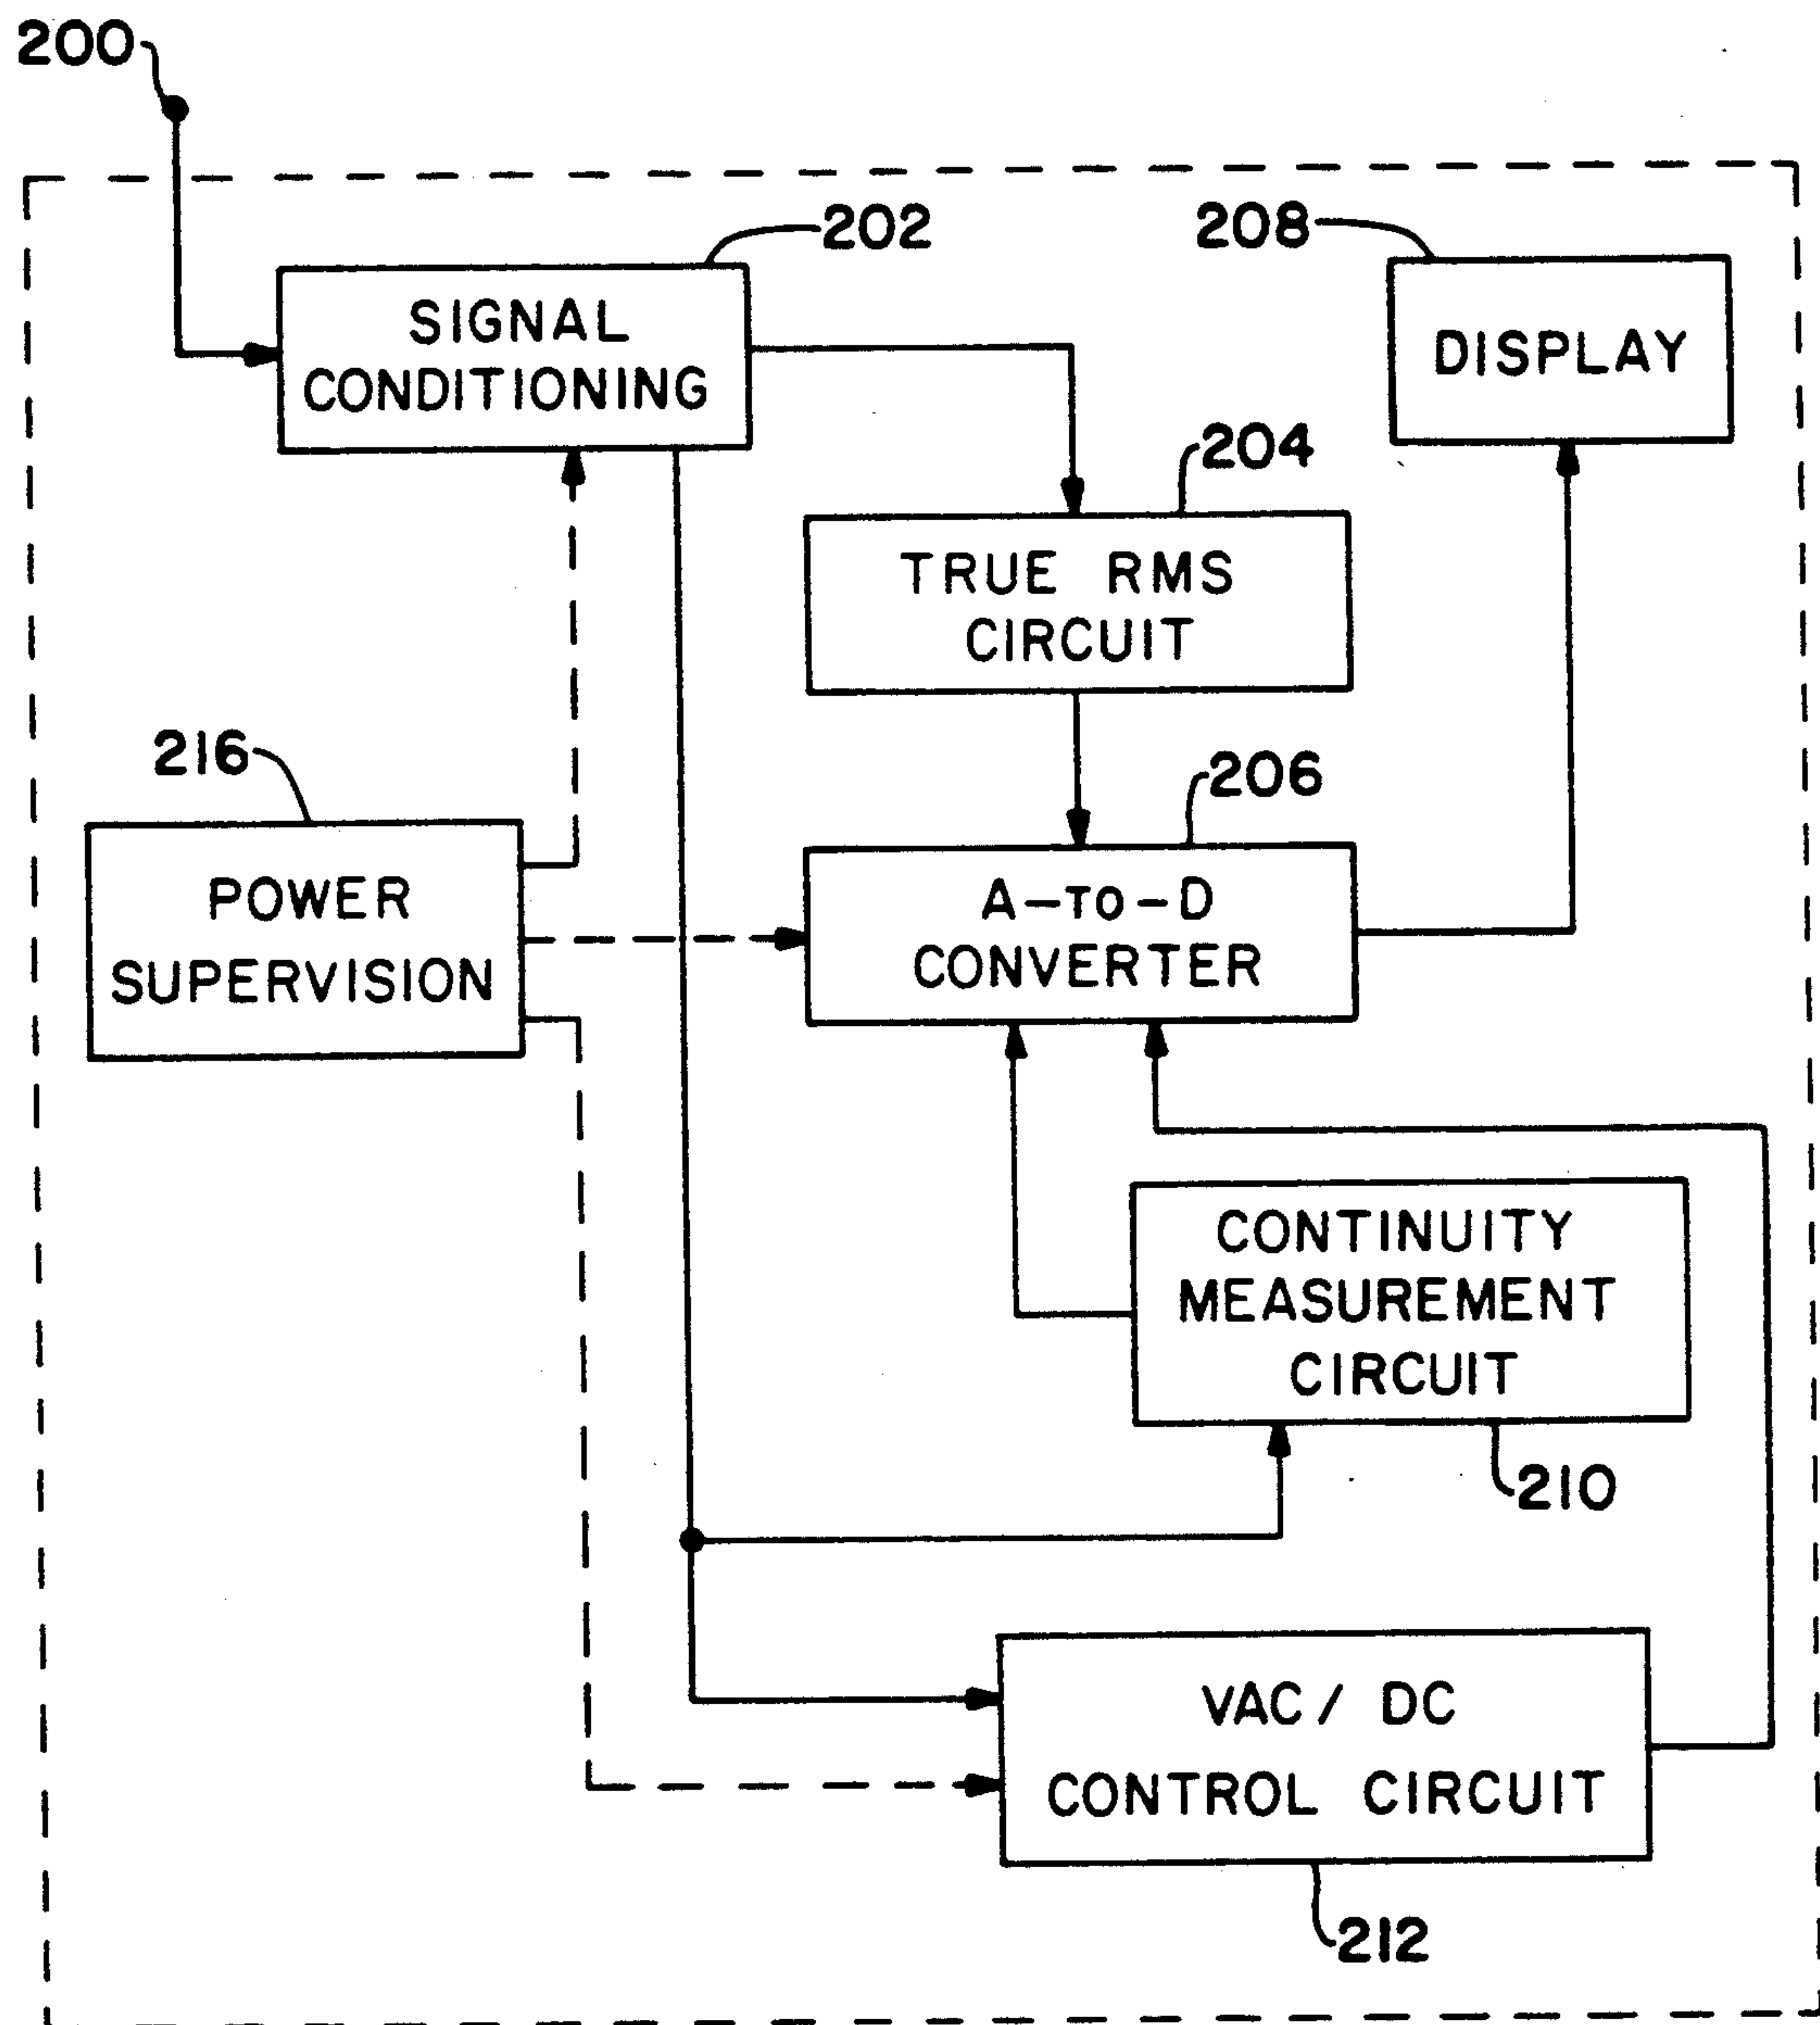 200
202
208
SIGNAL
CONDITIONING
DISPLAY
204
TRUE RMS
CIRCUIT
216
206
POWER
SUPERVISION
A-TO-D
CONVERTER
CONTINUITY
MEASUREMENT
CIRCUIT
210
VAC/ DC
CONTROL CIRCUIT
212